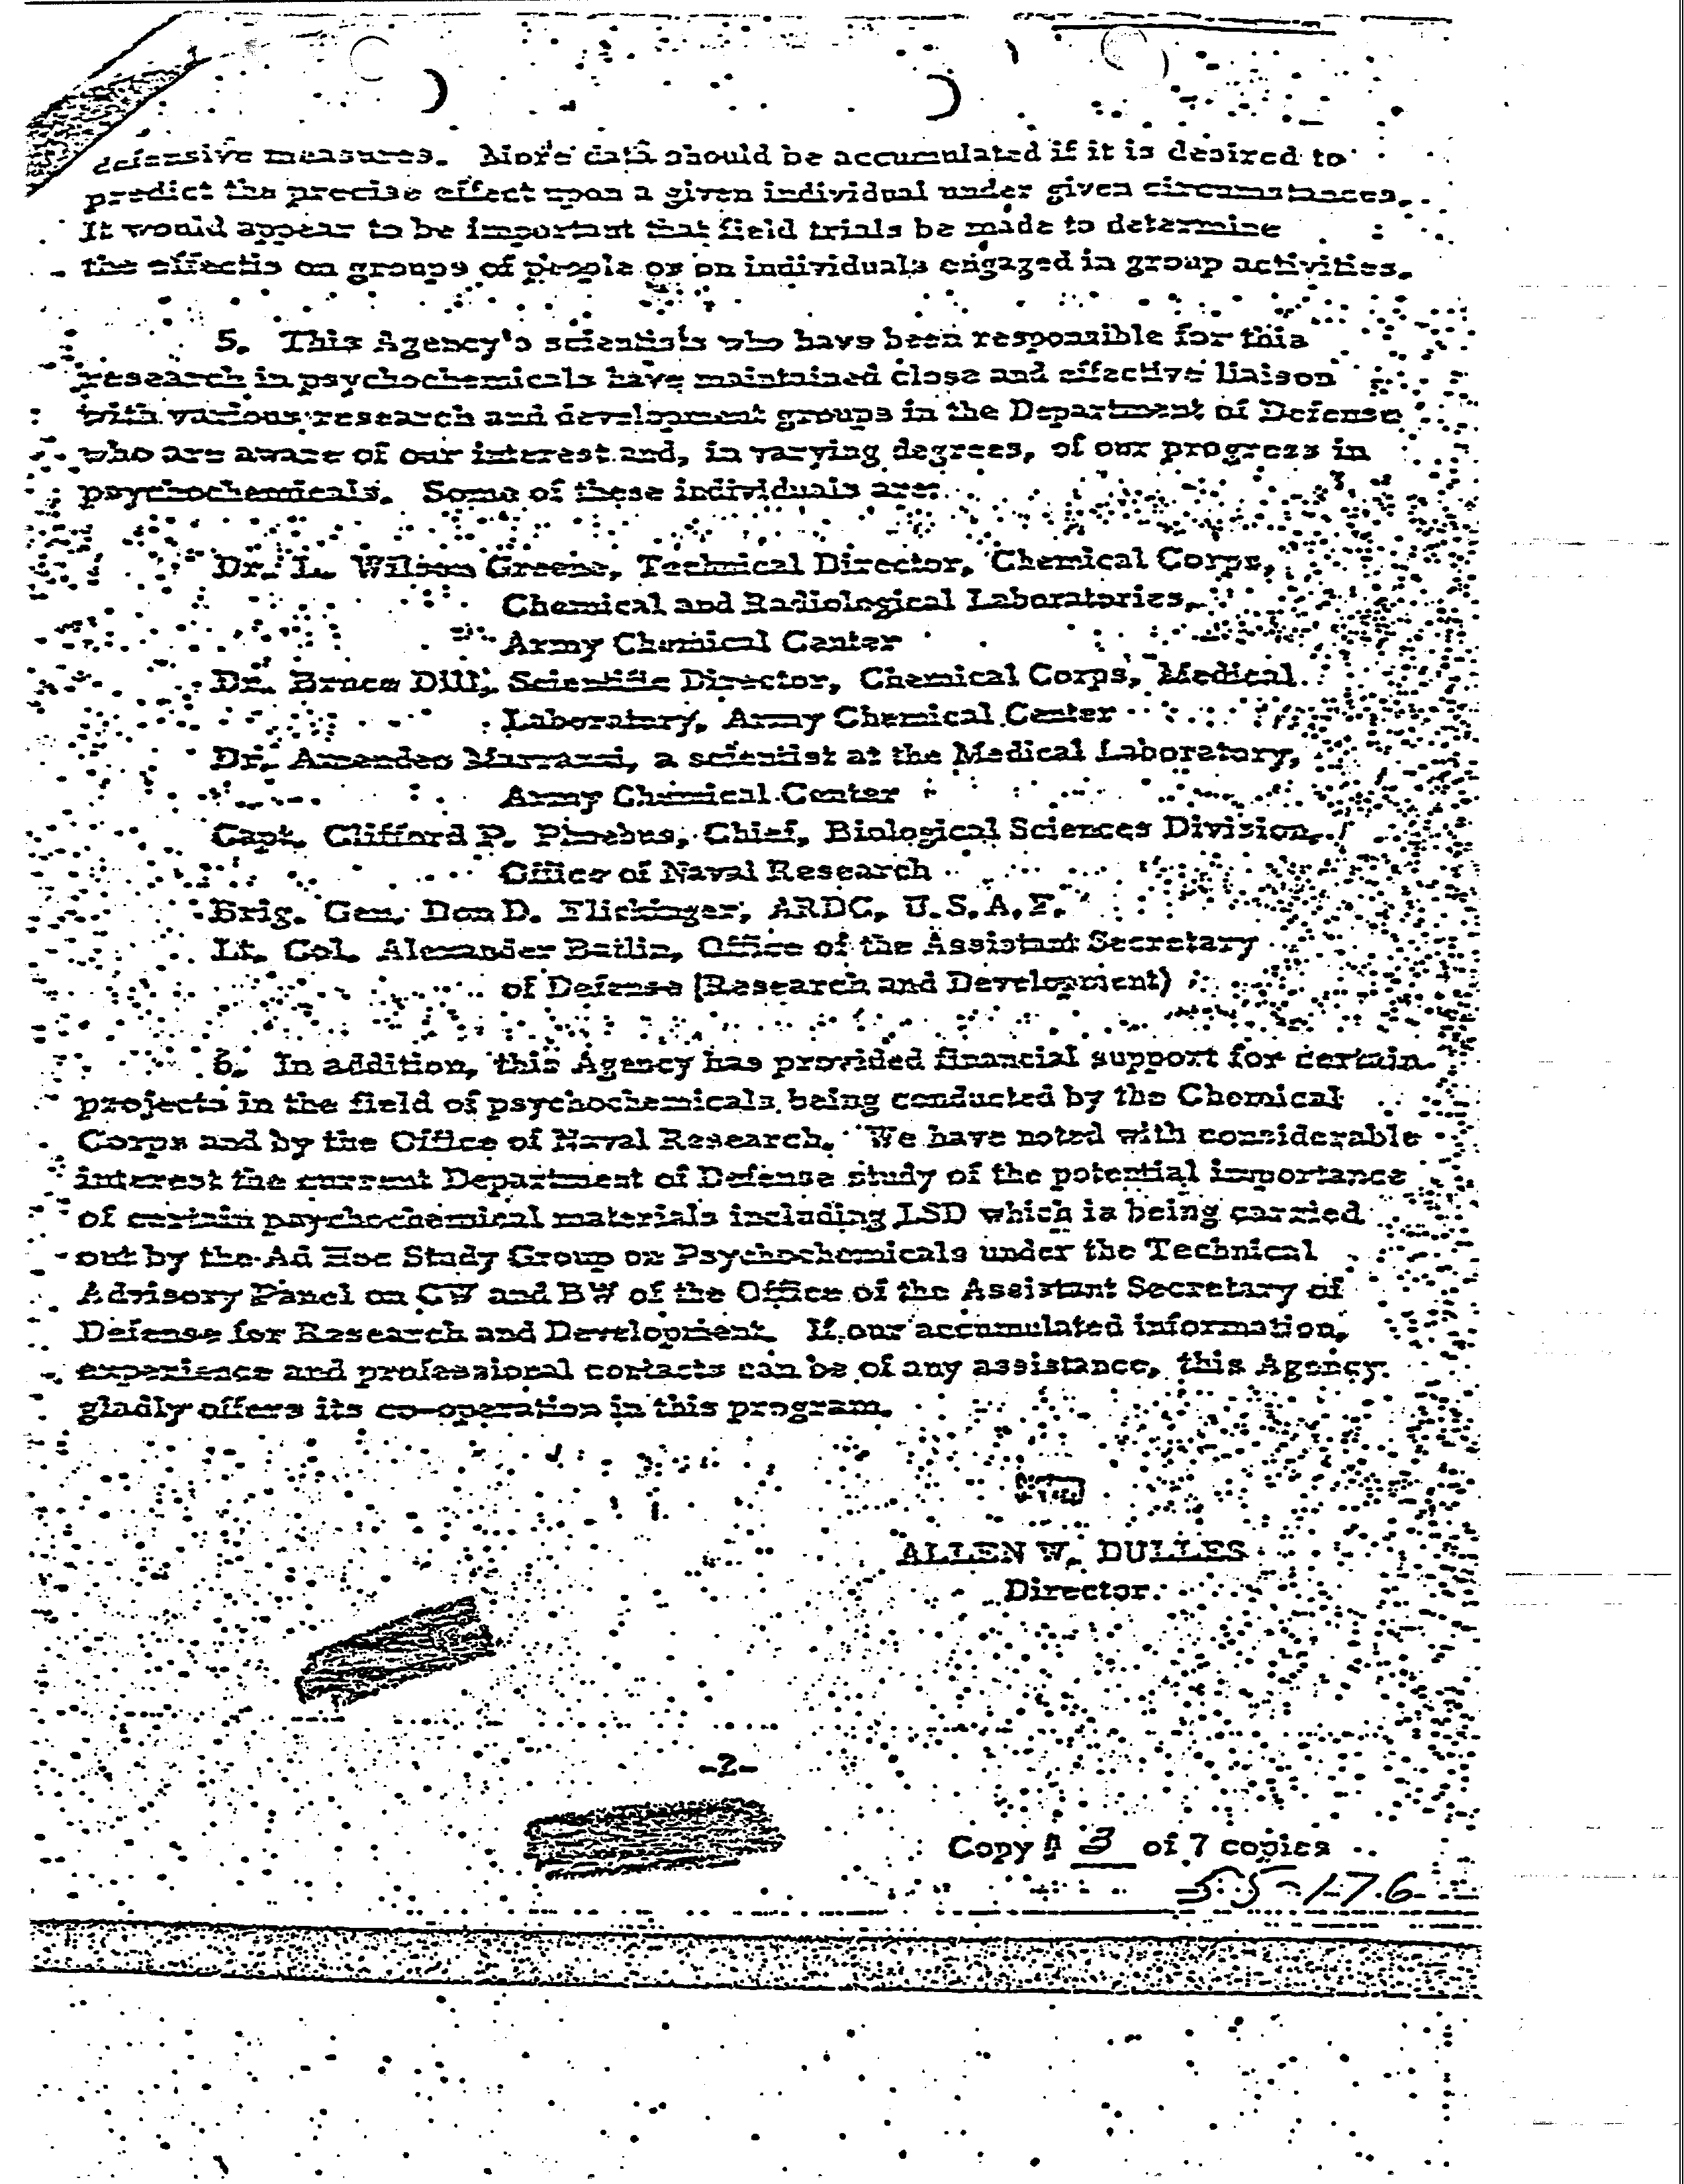 defensive measures. More data should be accumulated if it is desired to
predict the precise effect upon a given individual under given circumstances.
It would appear to be important that field trials be made to determine
the effects on groups of people or on individuals engaged in group activities.
5. This Agency's scientists who have been responsible for this
research in psychochemicals have maintained close and effective liaison
with various research and development groups in the Department of Defense
who are aware of our interest and, in varying degrees, of our progress in
psychochemicals. Some of these individuals are:
Dr. L. Wilson Greene, Technical Director, Chemical Corps,
Chemical and Radiological Laboratories,
Army Chemical Center
Dr. Bruce Dill, Scientific Director, Chemical Corps, Medical
Laboratory, Army Chemical Center
Dr. Amendeo Marrazzi, a scientist at the Medical Laboratory,
Army Chemical Center
Capt. Clifford P. Phoebus, Chief, Biological Sciences Division,
Office of Naval Research
Brig. Gen. Don D. Flickinger, ARDC, U.S.A.F.
Lt. Col. Alexander Batlin, Office of the Assistant Secretary
of Defense (Research and Development)
6. In addition, this Agency has provided financial support for certain
projects in the field of psychochemicals being conducted by the Chemical
Corps and by the Office of Naval Research. We have noted with considerable
interest the current Department of Defense study of the potential importance
of certain psychochemical materials including LSD which is being carried
out by the Ad Hoc Study Group on Psychochemicals under the Technical
Advisory Panel on CW and BW of the Office of the Assistant Secretary of
Defense for Research and Development. If our accumulated information,
experience and professional contacts can be of any assistance, this Agency
gladly offers its co-operation in this program.
ALLEN W. DULLES
Director
-2-
Copy # 3 of 7 copies
55-176